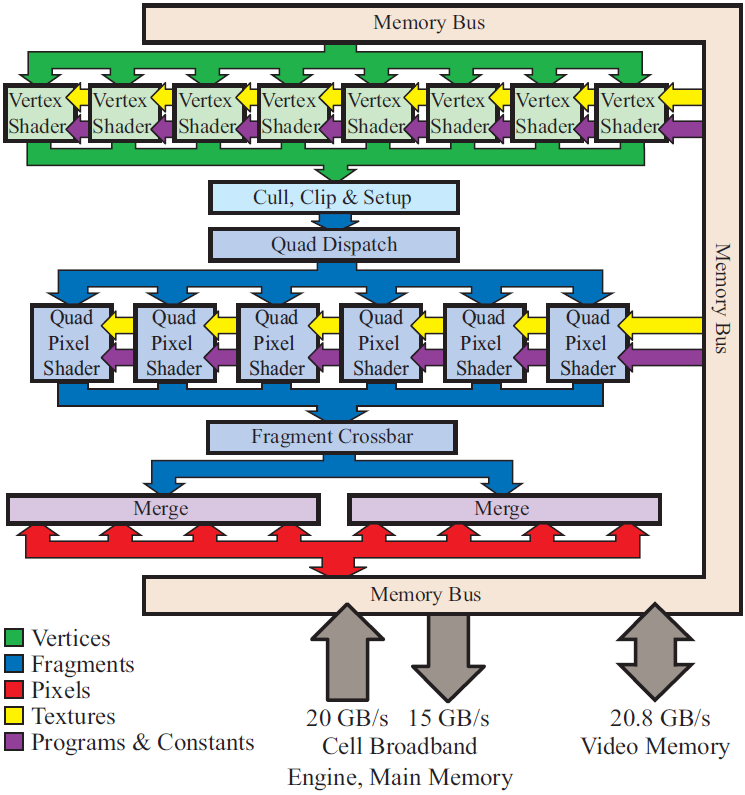 Memory Bus
Vertex Vertex Vertex Vertex Vertex Vertex Vertex Vertex
Shader Shader Shader Shader Shader Shader Shader Shader
Cull, Clip & Setup
Quad Dispatch
Memory Bus
Quad Quad Quad Quad Quad Quad
Pixel Pixel Pixel Pixel Pixel Pixel
Shader Shader Shader Shader Shader Shader
Fragment Crossbar
Merge Merge
Memory Bus
Vertices
Fragments
Pixels
Textures
Programs & Constants
20 GB/s 15 GB/s
Cell Broadband
Engine, Main Memory
20.8 GB/s
Video Memory